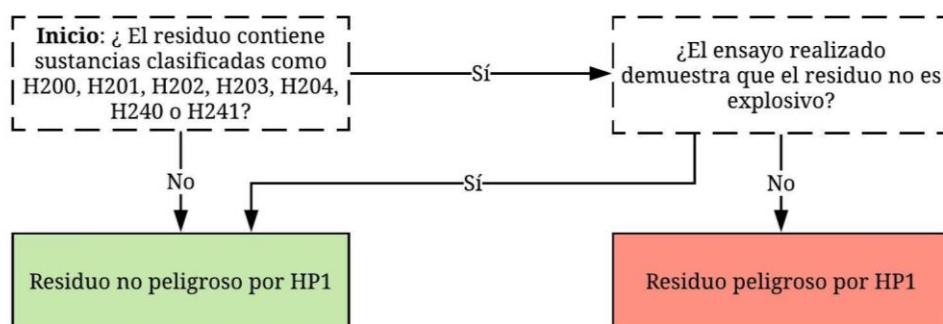 Inicio: ¿ El residuo contiene
sustancias clasificadas como
H200, H201, H202, H203, H204,
H240 o H241?
Sí
¿El ensayo realizado
demuestra que el residuo no es
explosivo?
No
Sí
No
Residuo no peligroso por HP1
Residuo peligroso por HP1